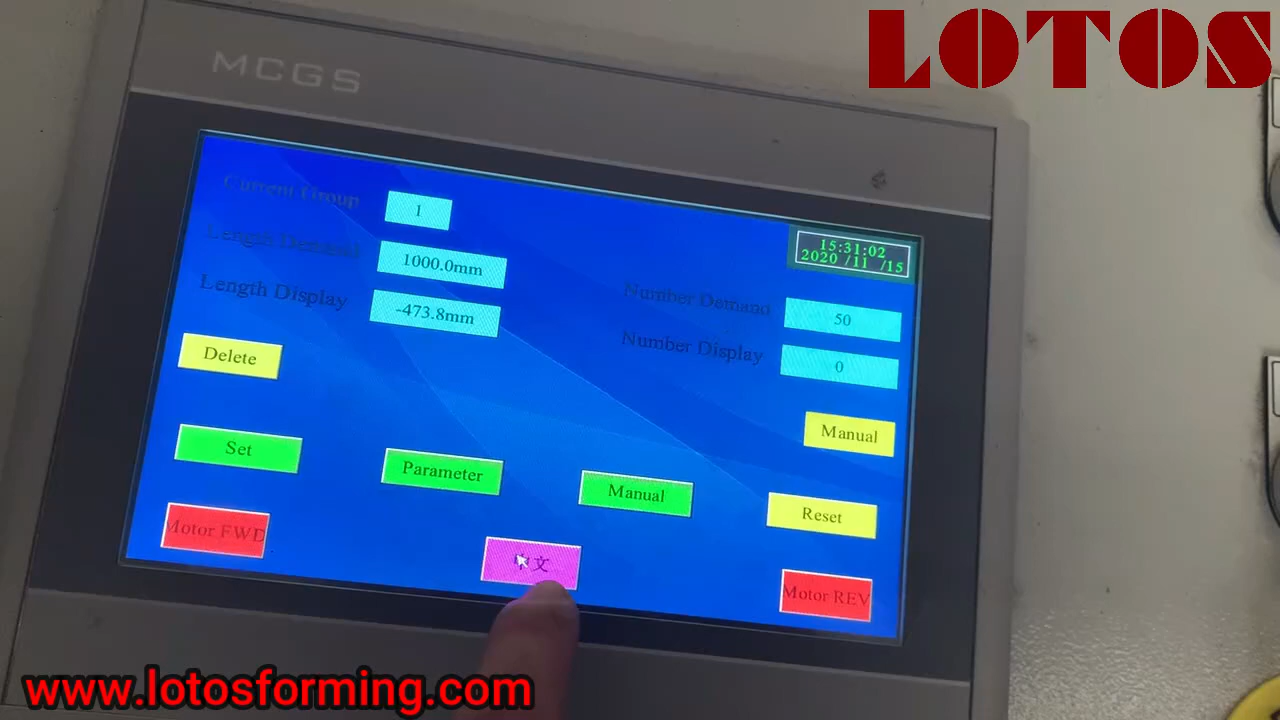 LOTOS
MCGS
Current Group
1
15:31:02
2020 /11 /15
Length Demand
1000.0mm
Length Display
-473.8mm
Number Demand
50
Number Display
0
Delete
Manual
Set
Parameter
Manual
Reset
Motor FWD
中文
Motor REV
www.lotosforming.com